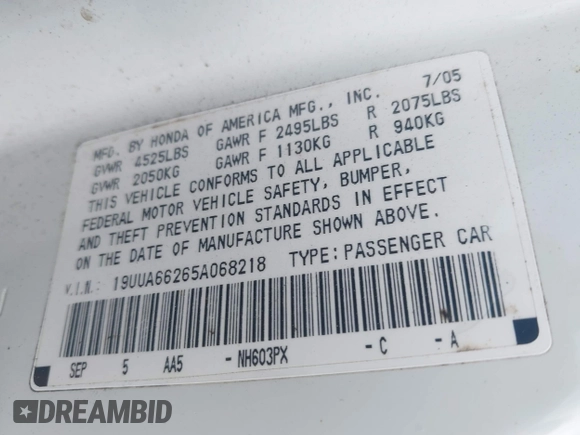 MFG. BY HONDA OF AMERICA MFG., INC. 7/05
GVWR 4525LBS GAWR F 2495LBS R 2075LBS
GVWR 2050KG GAWR F 1130KG R 940KG
THIS VEHICLE CONFORMS TO ALL APPLICABLE
FEDERAL MOTOR VEHICLE SAFETY, BUMPER,
AND THEFT PREVENTION STANDARDS IN EFFECT
ON THE DATE OF MANUFACTURE SHOWN ABOVE.
V.I.N.: 19UUA66265A068218 TYPE:PASSENGER CAR
SEP 5 AA5 -NH603PX -C -A
DREAMBID